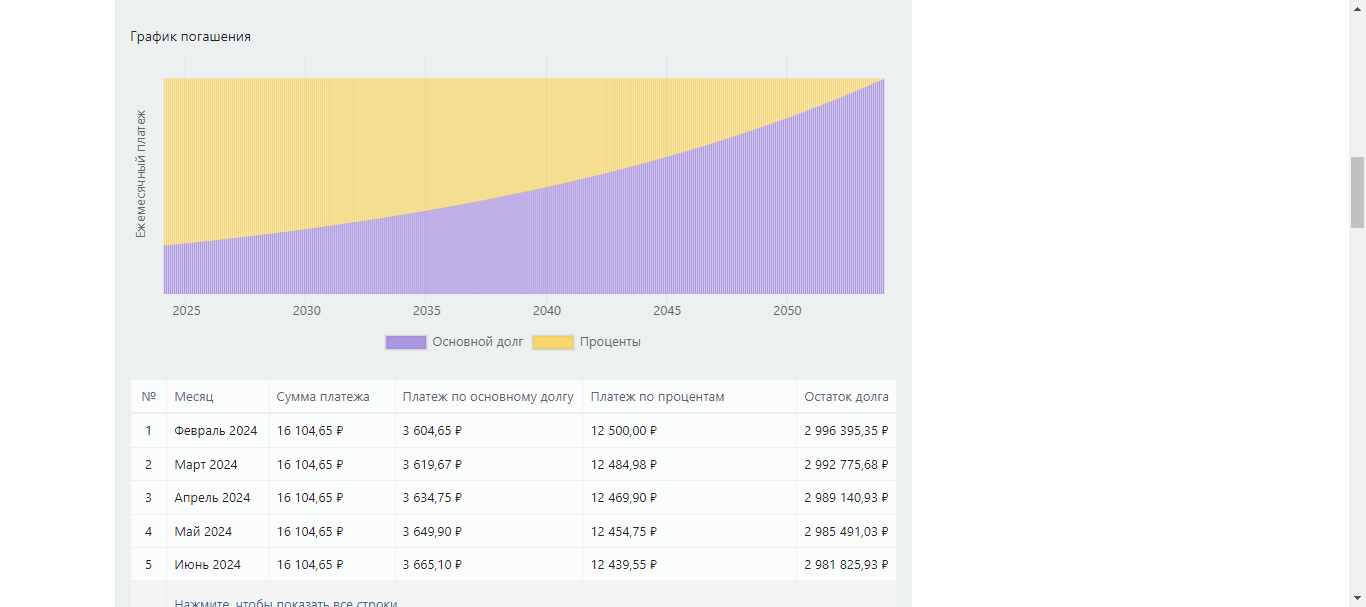 График погашения
Ежемесячный платеж
2025 2030 2035 2040 2045 2050
Основной долг Проценты
№ Месяц Сумма платежа Платеж по основному долгу Платеж по процентам Остаток долга
1 Февраль 2024 16 104,65 ₽ 3 604,65 ₽ 12 500,00 ₽ 2 996 395,35 ₽
2 Март 2024 16 104,65 ₽ 3 619,67 ₽ 12 484,98 ₽ 2 992 775,68 ₽
3 Апрель 2024 16 104,65 ₽ 3 634,75 ₽ 12 469,90 ₽ 2 989 140,93 ₽
4 Май 2024 16 104,65 ₽ 3 649,90 ₽ 12 454,75 ₽ 2 985 491,03 ₽
5 Июнь 2024 16 104,65 ₽ 3 665,10 ₽ 12 439,55 ₽ 2 981 825,93 ₽
Нажмите, чтобы показать все строки